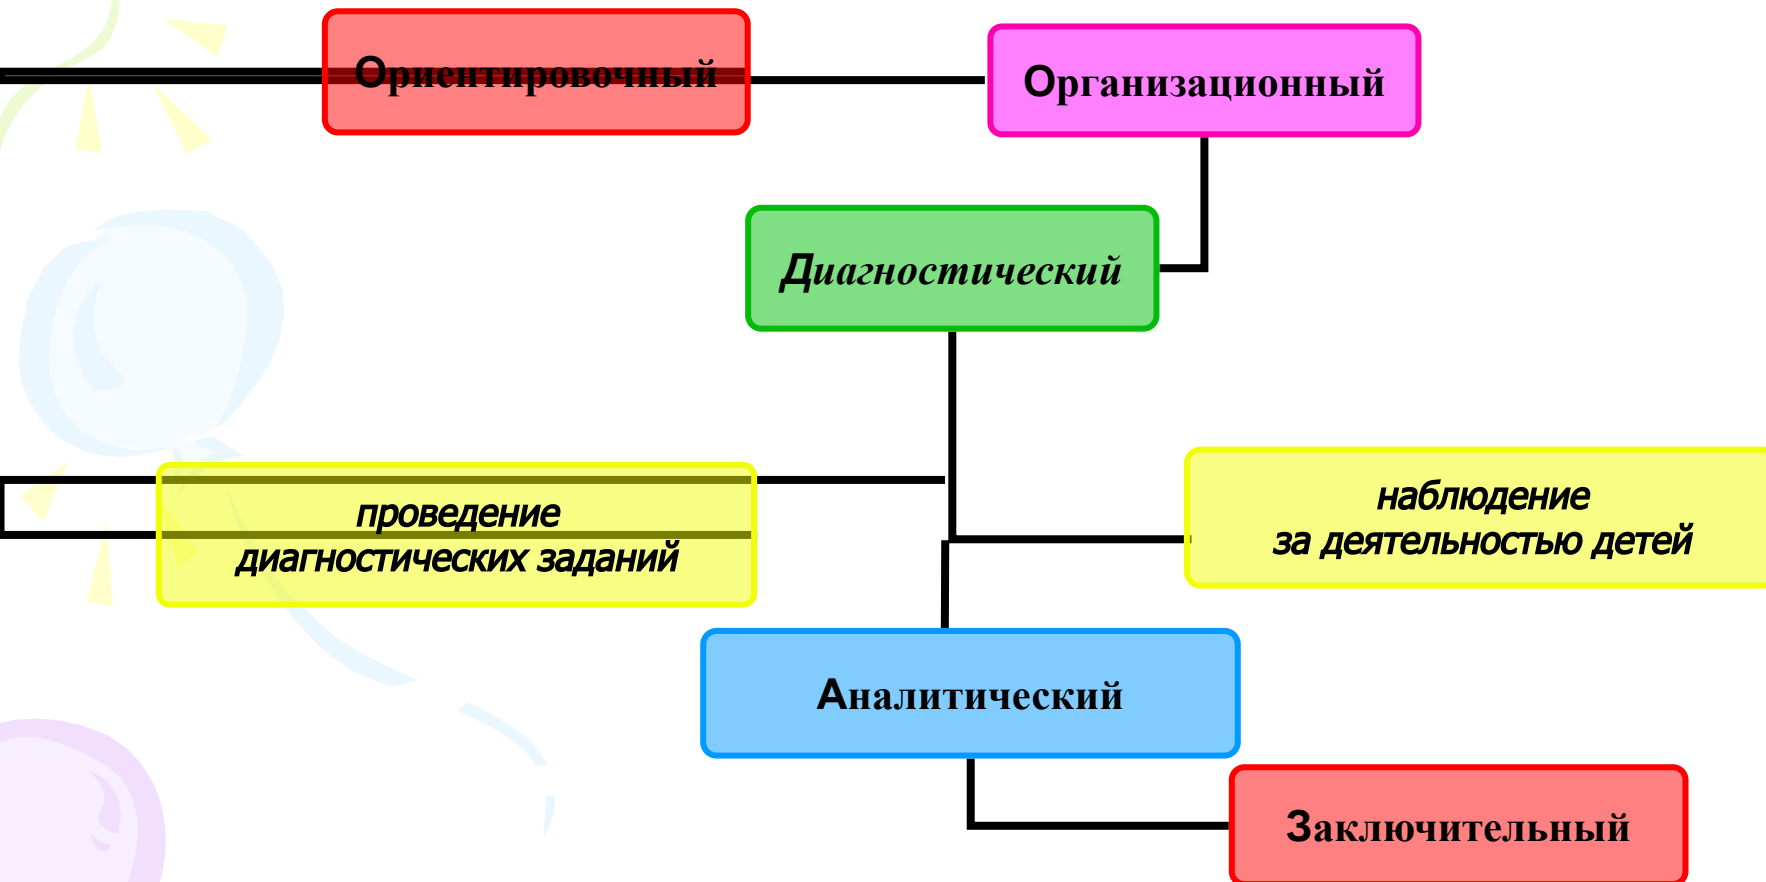 Ориентировочный
Организационный
Диагностический
проведение
диагностических заданий
наблюдение
за деятельностью детей
Аналитический
Заключительный